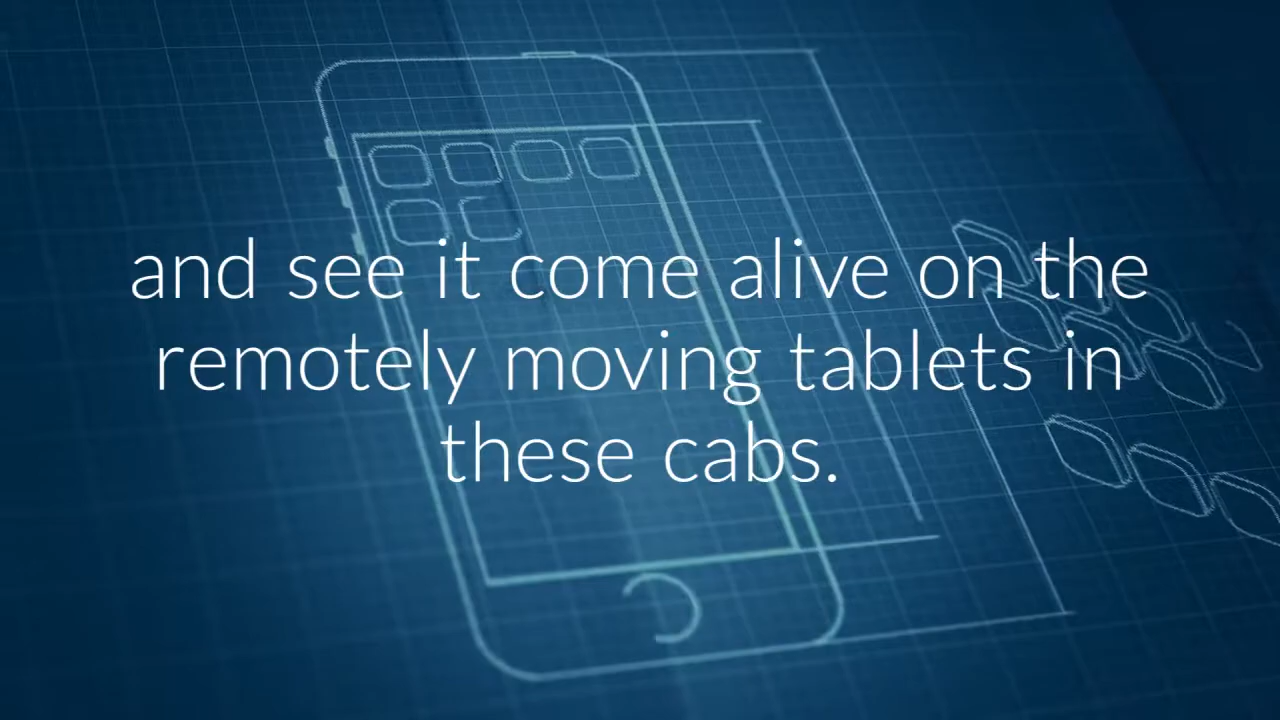 and see it come alive on the
remotely moving tablets in
these cabs.